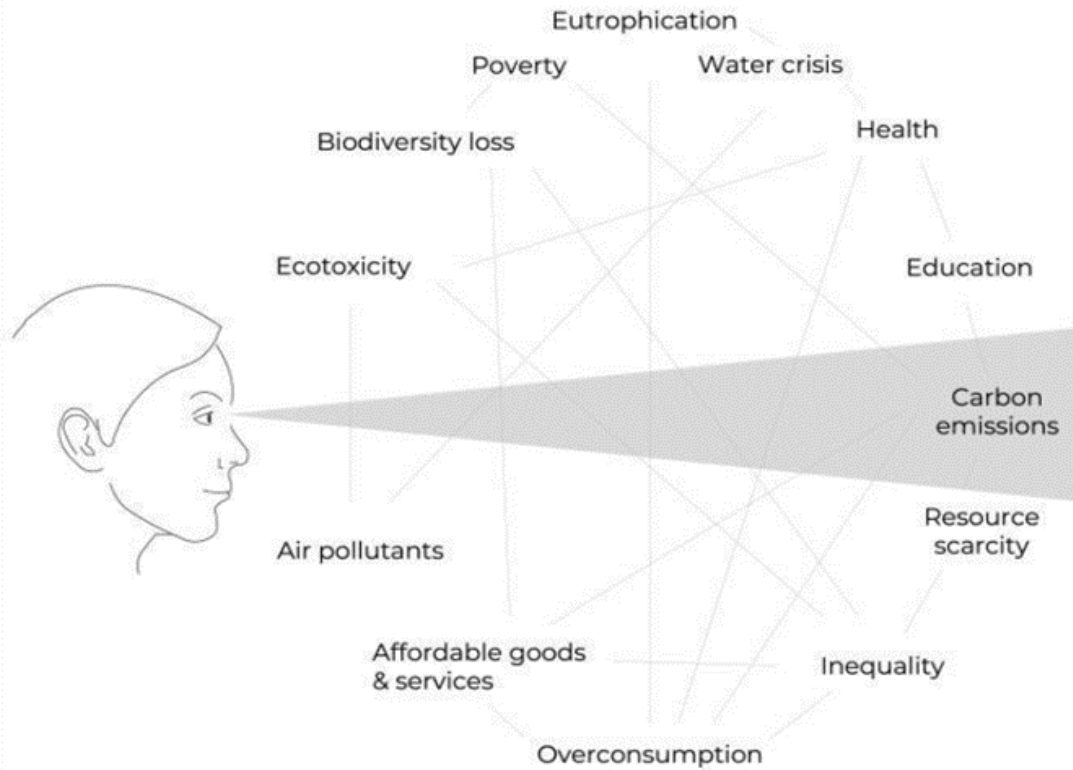 Eutrophication
Poverty
Water crisis
Health
Biodiversity loss
Ecotoxicity
Education
Carbon
emissions
Resource
scarcity
Air pollutants
Affordable goods
& services
Inequality
Overconsumption